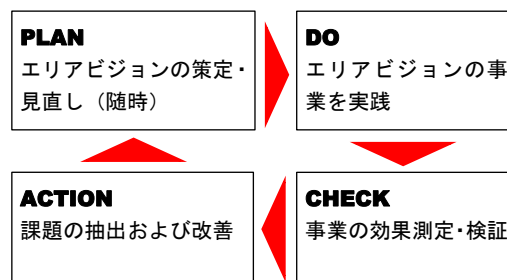 PLAN
エリアビジョンの策定・
見直し（随時）
DO
エリアビジョンの事
業を実践
ACTION
課題の抽出および改善
CHECK
事業の効果測定・検証